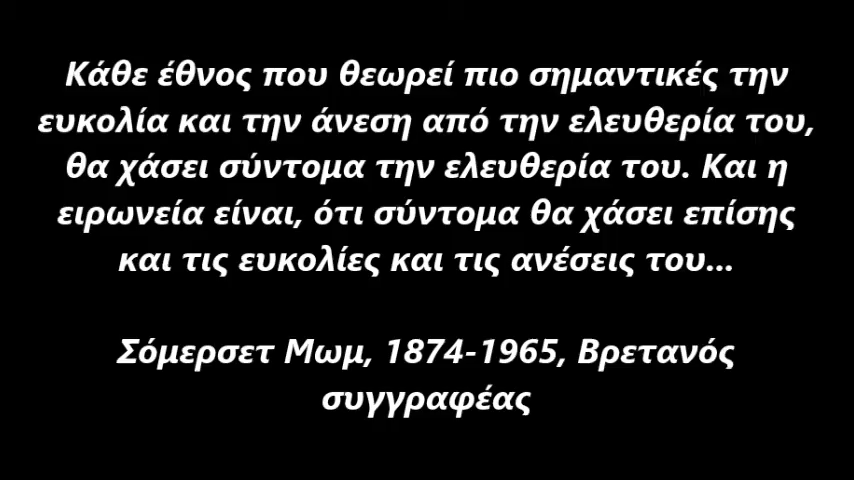 Κάθε έθνος που θεωρεί πιο σημαντικές την
ευκολία και την άνεση από την ελευθερία του,
θα χάσει σύντομα την ελευθερία του. Και η
ειρωνεία είναι, ότι σύντομα θα χάσει επίσης
και τις ευκολίες και τις ανέσεις του...
Σόμερσετ Μωμ, 1874-1965, Βρετανός
συγγραφέας